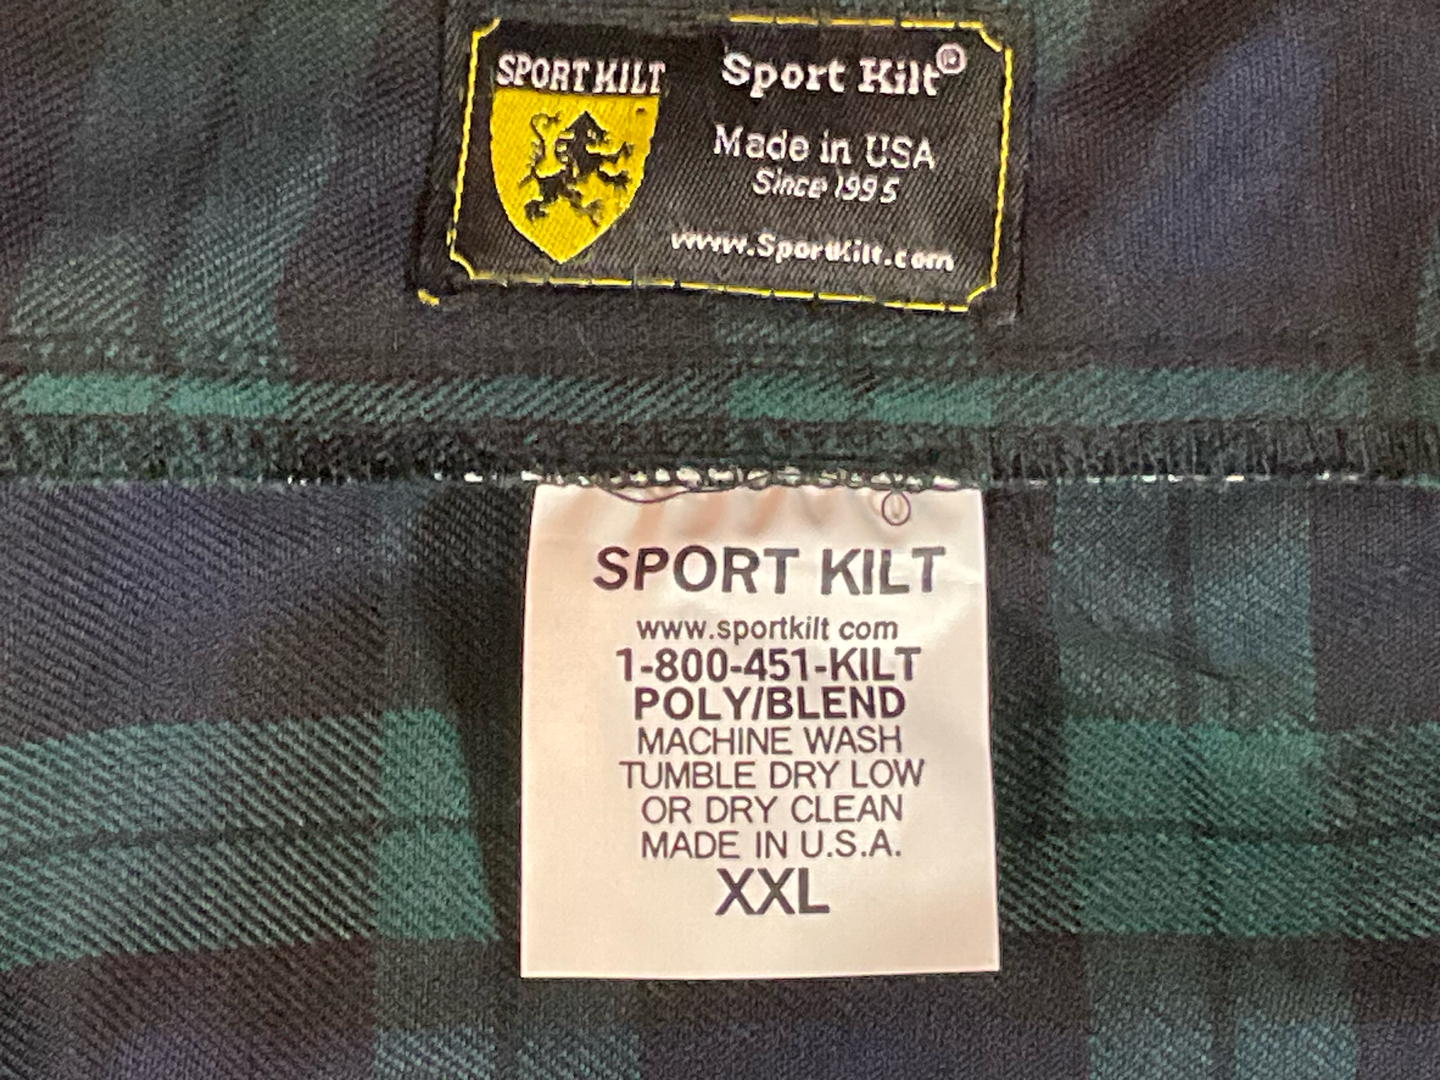 SPORT KILT
Sport Kilt®
Made in USA
Since 1995
www.SportKilt.com
SPORT KILT
www.sportkilt com
1-800-451-KILT
POLY/BLEND
MACHINE WASH
TUMBLE DRY LOW
OR DRY CLEAN
MADE IN U.S.A.
XXL